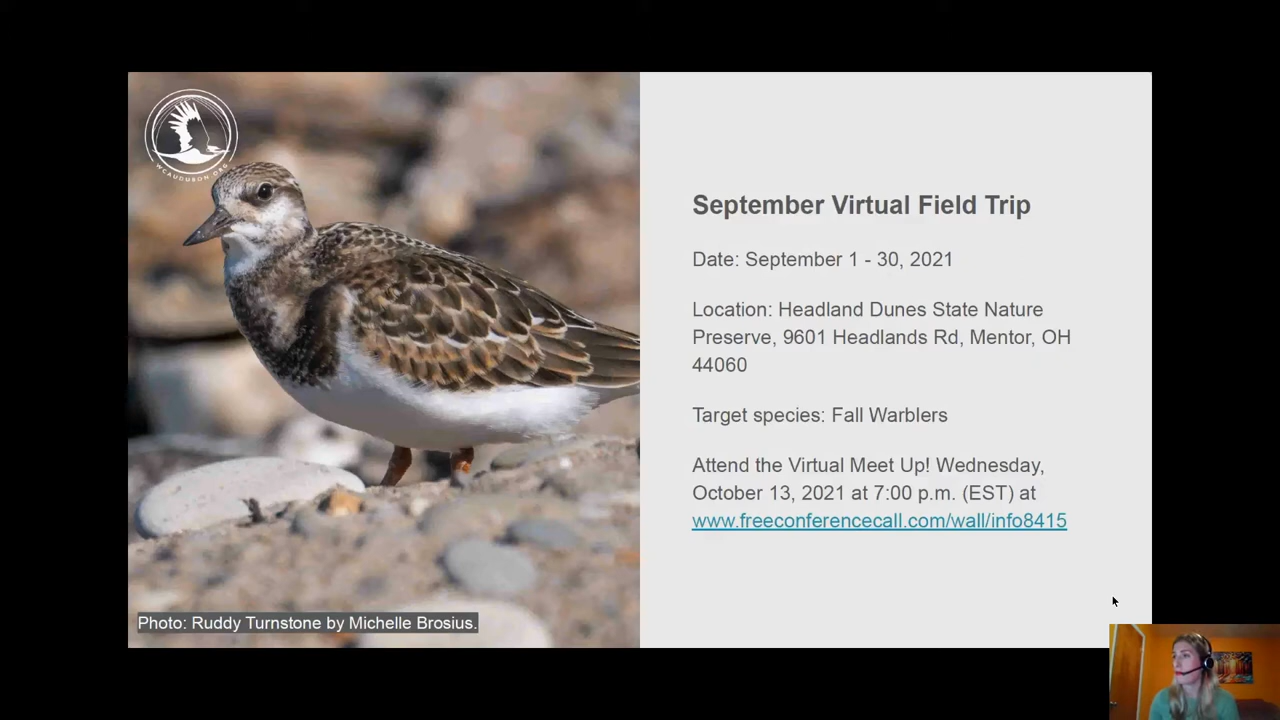 WCAUDUBON.ORG
September Virtual Field Trip
Date: September 1 - 30, 2021
Location: Headland Dunes State Nature
Preserve, 9601 Headlands Rd, Mentor, OH
44060
Target species: Fall Warblers
Attend the Virtual Meet Up! Wednesday,
October 13, 2021 at 7:00 p.m. (EST) at
www.freeconferencecall.com/wall/info8415
Photo: Ruddy Turnstone by Michelle Brosius.